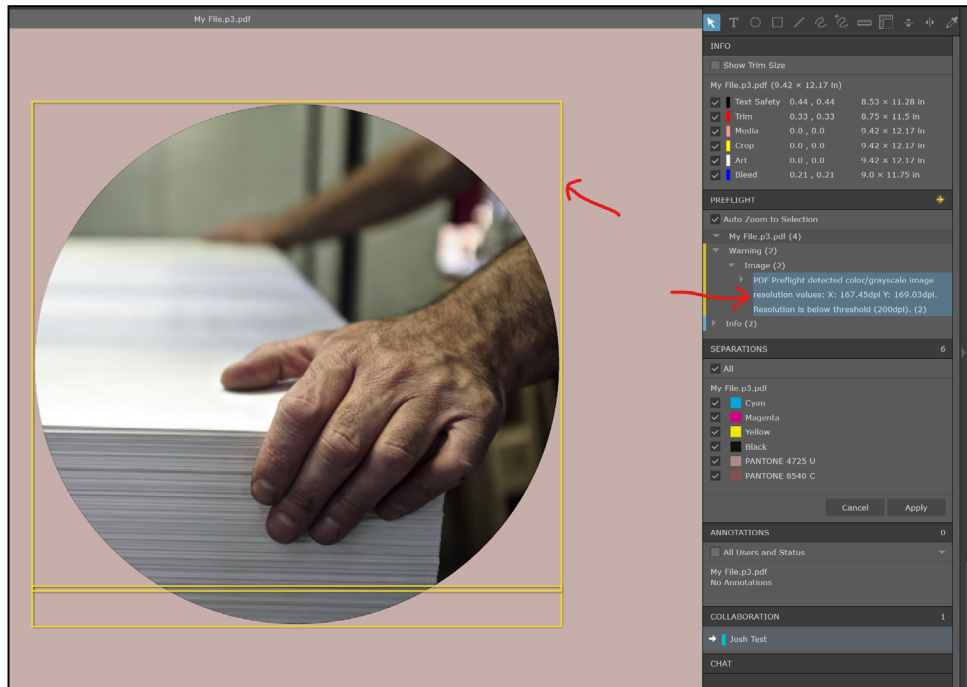 My File.p3.pdf
T
INFO
Show Trim Size
My File.p3.pdf (9.42 × 12.17 in)
Text Safety 0.44 , 0.44 8.53 × 11.28 in
Trim 0.33 , 0.33 8.75 × 11.5 in
Media 0.0 , 0.0 9.42 × 12.17 in
Crop 0.0 , 0.0 9.42 × 12.17 in
Art 0.0 , 0.0 9.42 × 12.17 in
Bleed 0.21 , 0.21 9.0 × 11.75 in
PREFLIGHT
Auto Zoom to Selection
My File.p3.pdf (4)
Warning (2)
Image (2)
PDF Preflight detected color/grayscale image
resolution values: X: 167.45dpi Y: 169.03dpi.
Resolution is below threshold (200dpi). (2)
Info (2)
SEPARATIONS 6
All
My File.p3.pdf
Cyan
Magenta
Yellow
Black
PANTONE 4725 U
PANTONE 8540 C
Cancel Apply
ANNOTATIONS 0
All Users and Status
My File.p3.pdf
No Annotations
COLLABORATION 1
Josh Test
CHAT